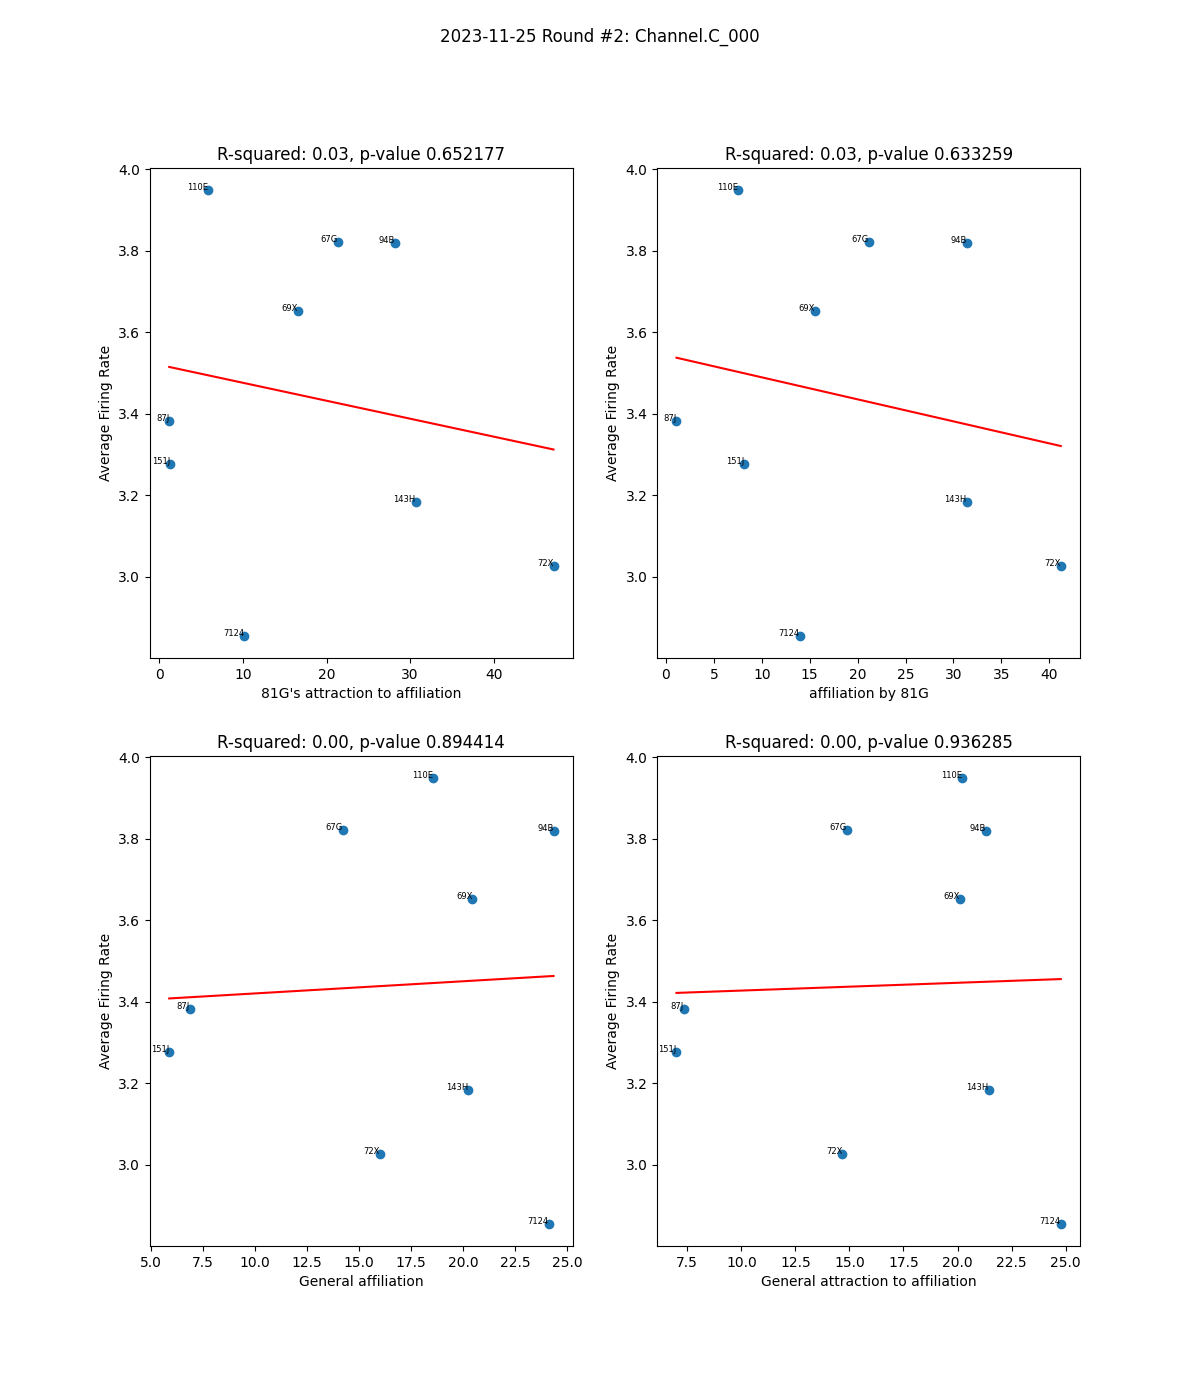 2023-11-25 Round #2: Channel.C_000
R-squared: 0.03, p-value 0.652177
4.0
3.8
3.6
3.4
3.2
3.0
Average Firing Rate
110E
67G
94B
69X
87J
151J
143H
72X
7124
0 10 20 30 40
81G's attraction to affiliation
R-squared: 0.03, p-value 0.633259
4.0
3.8
3.6
3.4
3.2
3.0
Average Firing Rate
110E
67G
94B
69X
87J
151J
143H
72X
7124
0 5 10 15 20 25 30 35 40
affiliation by 81G
R-squared: 0.00, p-value 0.894414
4.0
3.8
3.6
3.4
3.2
3.0
Average Firing Rate
110E
67G
94B
69X
87J
151J
143H
72X
7124
5.0 7.5 10.0 12.5 15.0 17.5 20.0 22.5 25.0
General affiliation
R-squared: 0.00, p-value 0.936285
4.0
3.8
3.6
3.4
3.2
3.0
Average Firing Rate
110E
67G
94B
69X
87J
151J
143H
72X
7124
7.5 10.0 12.5 15.0 17.5 20.0 22.5 25.0
General attraction to affiliation